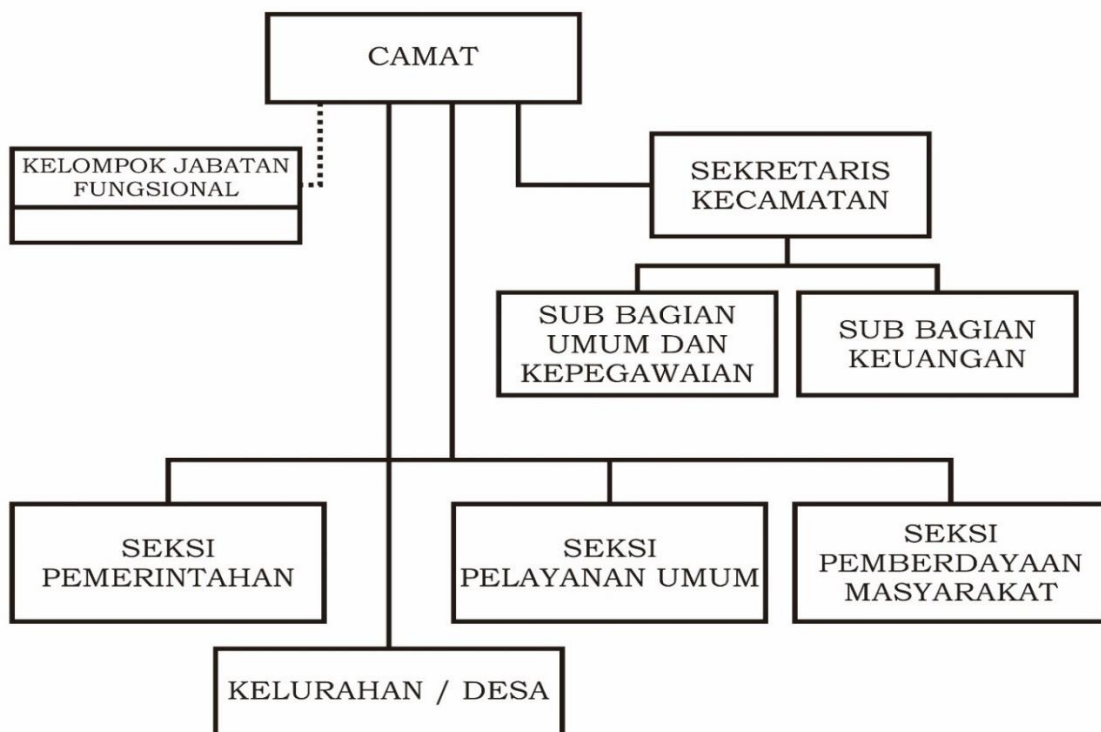 CAMAT
KELOMPOK JABATAN
FUNGSIONAL
SEKRETARIS
KECAMATAN
SUB BAGIAN
UMUM DAN
KEPEGAWAIAN
SUB BAGIAN
KEUANGAN
SEKSI
PEMERINTAHAN
SEKSI
PELAYANAN UMUM
SEKSI
PEMBERDAYAAN
MASYARAKAT
KELURAHAN / DESA